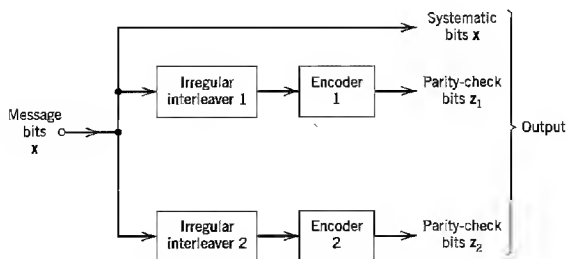 Systematic
bits x
Irregular
interleaver 1
Encoder
1
Parity-check
bits z1
Message
bits
x
Output
Irregular
interleaver 2
Encoder
2
Parity-check
bits z2